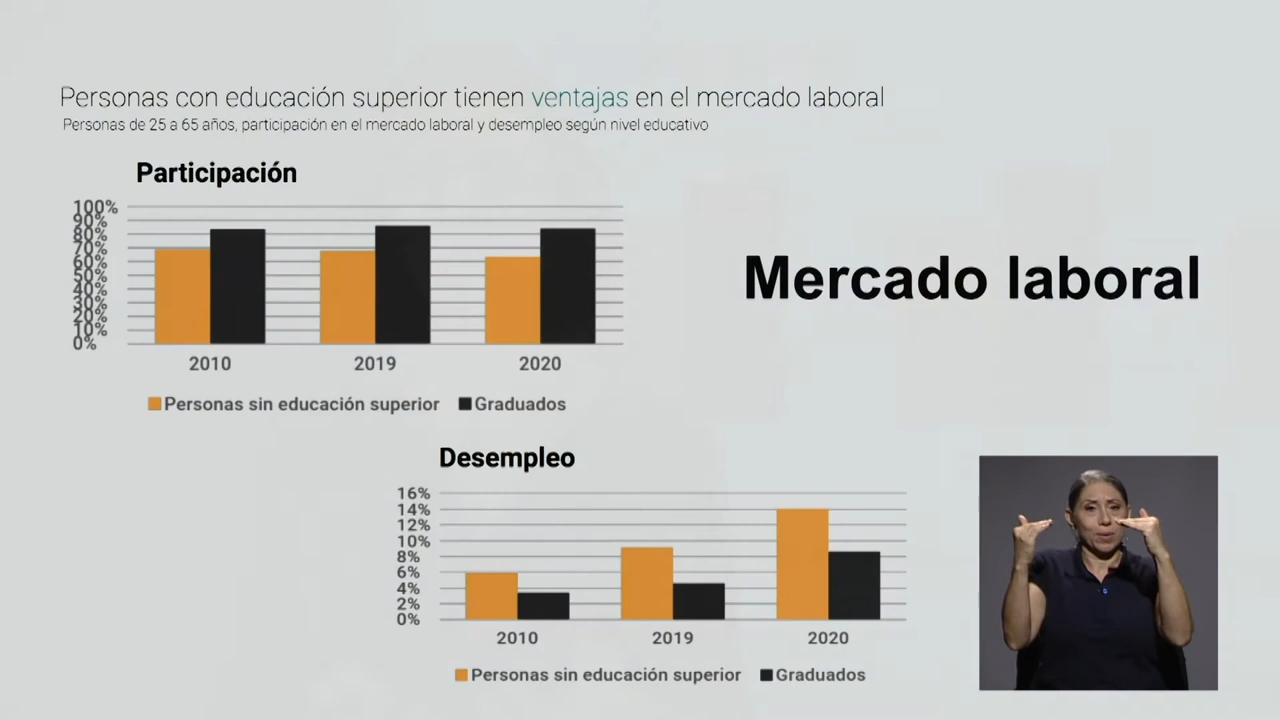 Personas con educación superior tienen ventajas en el mercado laboral
Personas de 25 a 65 años, participación en el mercado laboral y desempleo según nivel educativo
Participación
100%
90%
80%
70%
60%
50%
40%
30%
20%
10%
0%
2010 2019 2020
Personas sin educación superior Graduados
Mercado laboral
Desempleo
16%
14%
12%
10%
8%
6%
4%
2%
0%
2010 2019 2020
Personas sin educación superior Graduados